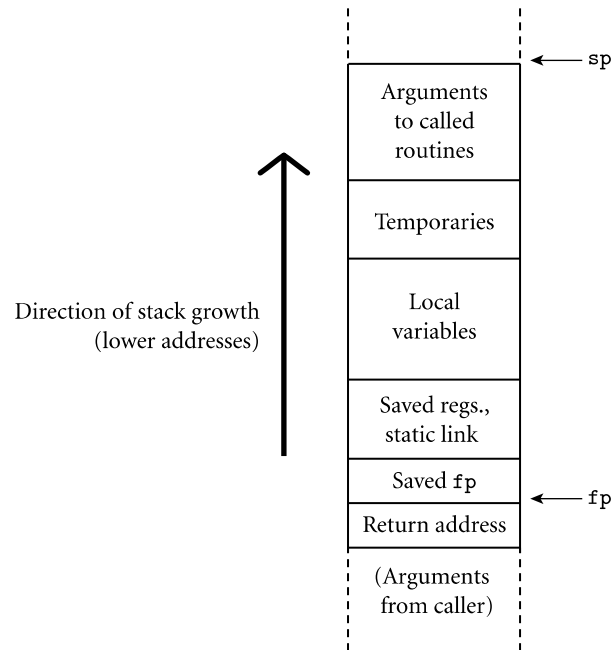 sp
Arguments
to called
routines
Temporaries
Direction of stack growth
(lower addresses)
Local
variables
Saved regs.,
static link
Saved fp
fp
Return address
(Arguments
from caller)